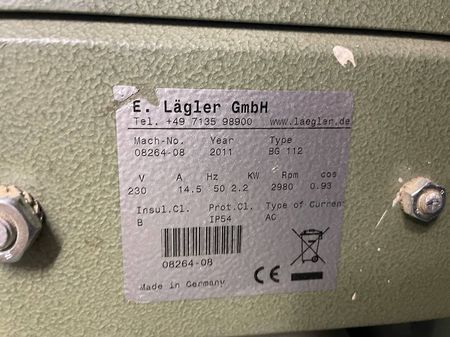 E. Lägler GmbH
Tel. +49 7135 98900 www.laegler.de
Mach-No. Year Type
08264-08 2011 BG 112
V A Hz KW Rpm cos
230 14.5 50 2.2 2980 0.93
Insul.Cl. Prot.Cl. Type of Current
B IP54 AC
08264-08
CE
Made in Germany